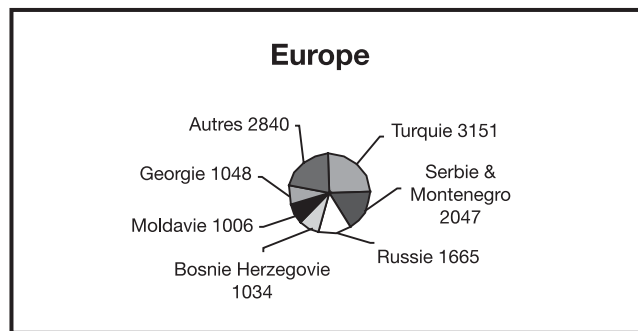 Europe
Autres 2840
Turquie 3151
Georgie 1048
Serbie &
Montenegro
2047
Moldavie 1006
Russie 1665
Bosnie Herzegovie
1034